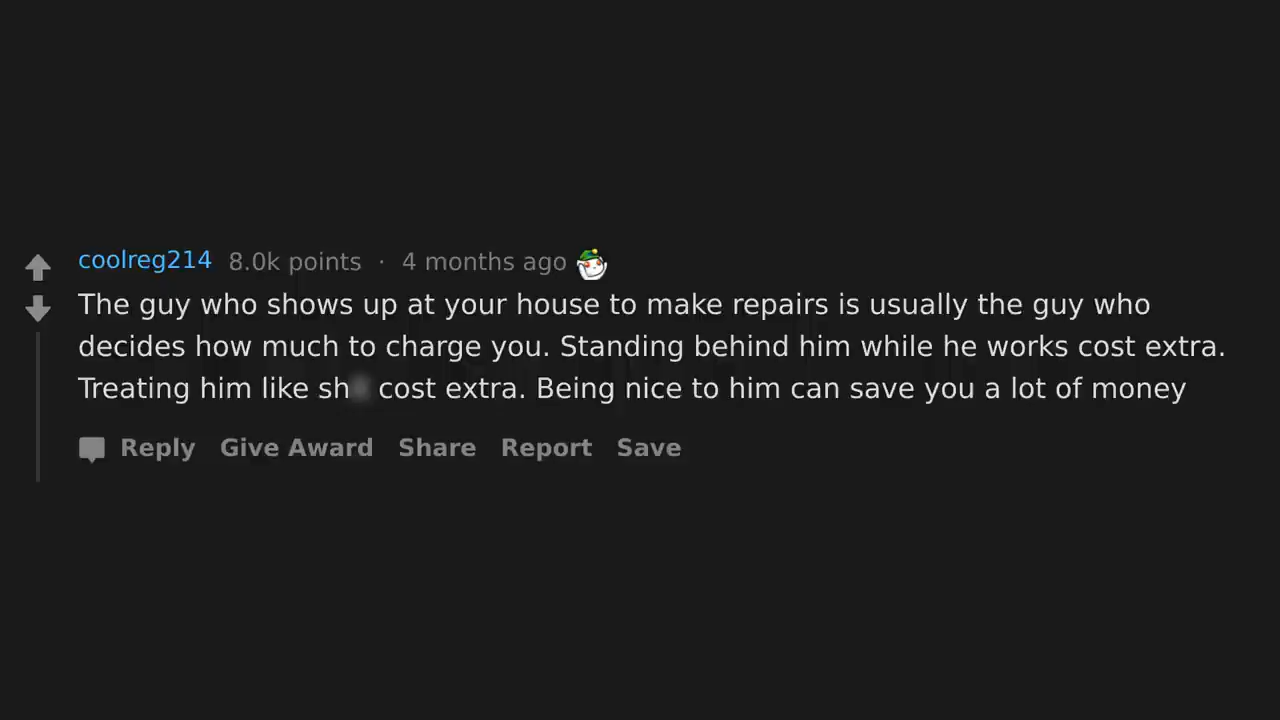 coolreg214 8.0k points · 4 months ago
The guy who shows up at your house to make repairs is usually the guy who
decides how much to charge you. Standing behind him while he works cost extra.
Treating him like sh cost extra. Being nice to him can save you a lot of money
Reply Give Award Share Report Save